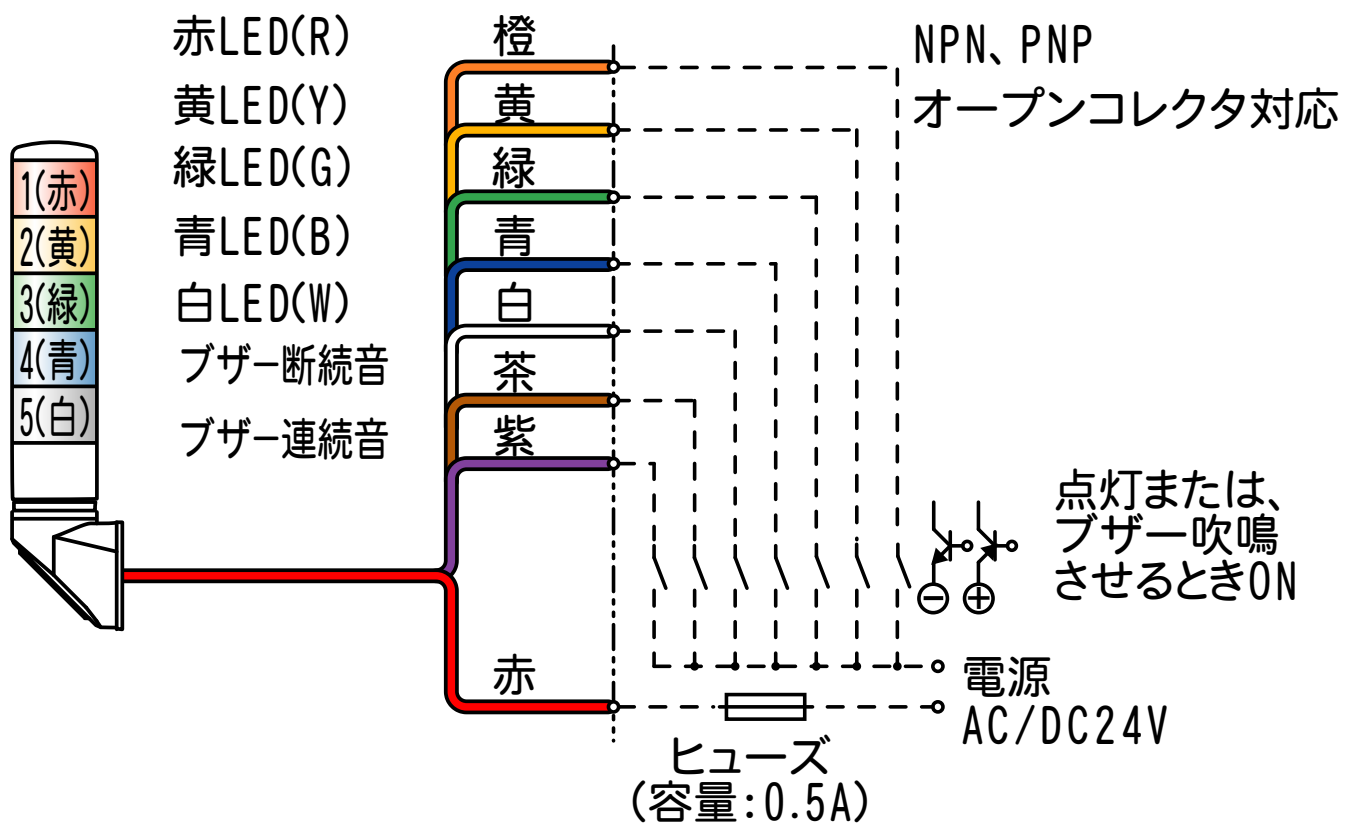 赤LED(R)
橙
NPN、PNP
オープンコレクタ対応
黄LED(Y)
黄
緑LED(G)
緑
青LED(B)
青
白LED(W)
白
ブザー断続音
茶
ブザー連続音
紫
1(赤)
2(黄)
3(緑)
4(青)
5(白)
点灯または、
ブザー吹鳴
させるときON
赤
電源
AC/DC24V
ヒューズ
(容量:0.5A)